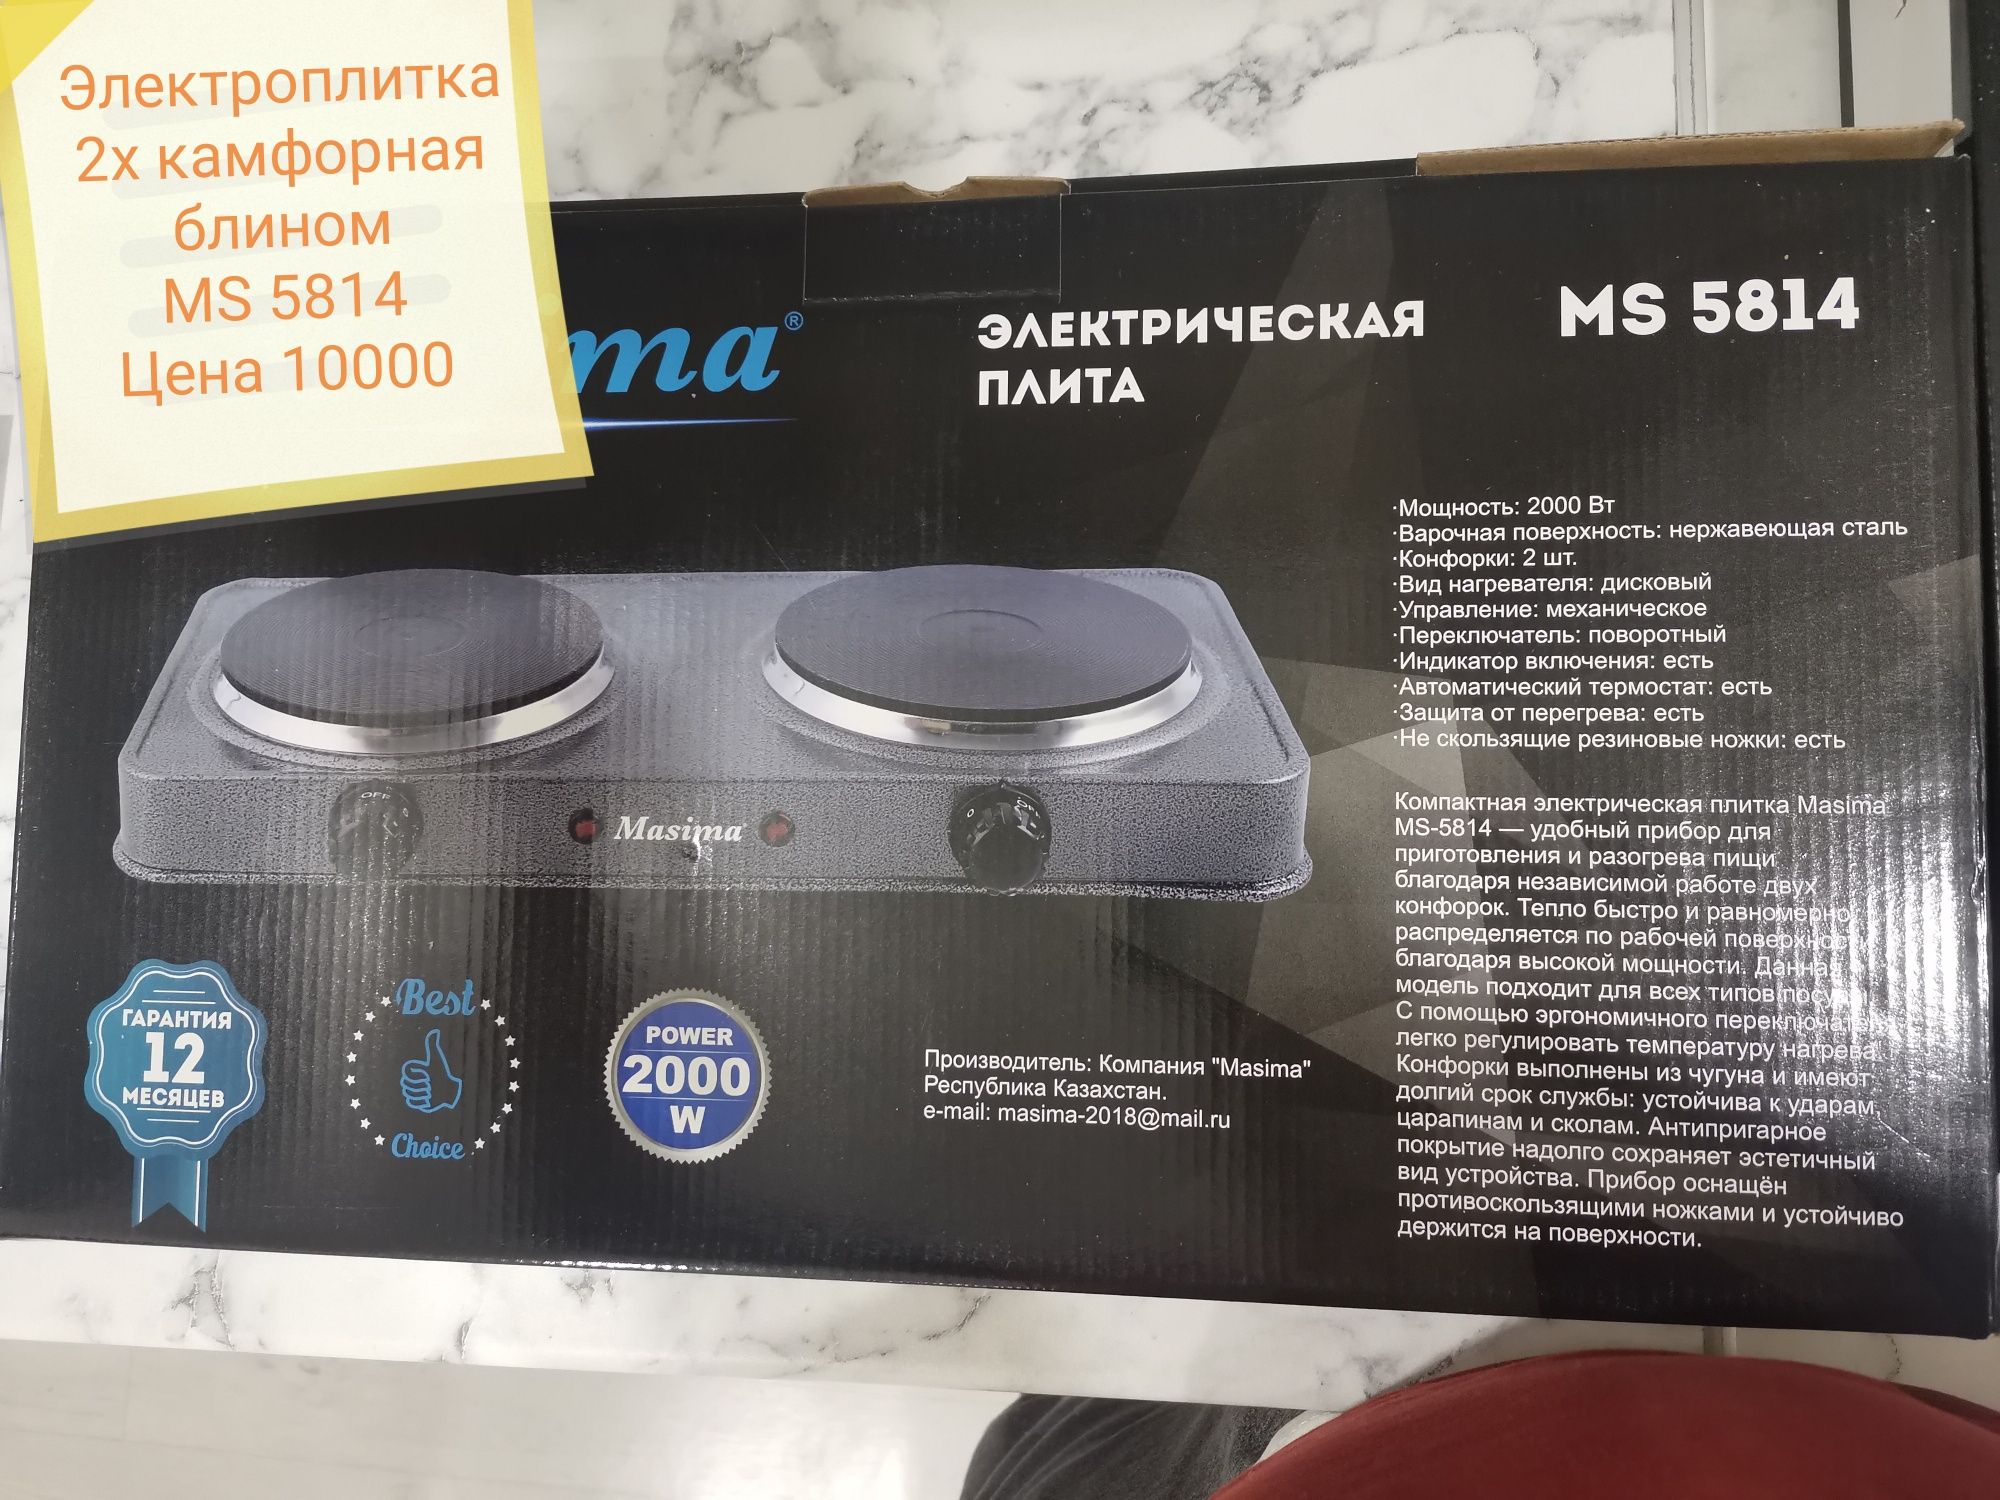 Электроплитка
2х камфорная
блином
MS 5814
Цена 10000
ma®
ЭЛЕКТРИЧЕСКАЯ
ПЛИТА
MS 5814
·Мощность: 2000 Вт
·Варочная поверхность: нержавеющая сталь
·Конфорки: 2 шт.
·Вид нагревателя: дисковый
·Управление: механическое
·Переключатель: поворотный
·Индикатор включения: есть
·Автоматический термостат: есть
·Защита от перегрева: есть
·Не скользящие резиновые ножки: есть
Компактная электрическая плитка Masima
MS-5814 — удобный прибор для
приготовления и разогрева пищи
благодаря независимой работе двух
конфорок. Тепло быстро и равномерно
распределяется по рабочей поверхности
благодаря высокой мощности. Данная
модель подходит для всех типов посуды.
С помощью эргономичного переключателя
легко регулировать температуру нагрева.
Конфорки выполнены из чугуна и имеют
долгий срок службы: устойчива к ударам,
царапинам и сколам. Антипригарное
покрытие надолго сохраняет эстетичный
вид устройства. Прибор оснащён
противоскользящими ножками и устойчиво
держится на поверхности.
OFF
Masima
ГАРАНТИЯ
12
МЕСЯЦЕВ
Best
Choice
POWER
2000
W
Производитель: Компания "Masima"
Республика Казахстан.
e-mail: masima-2018@mail.ru